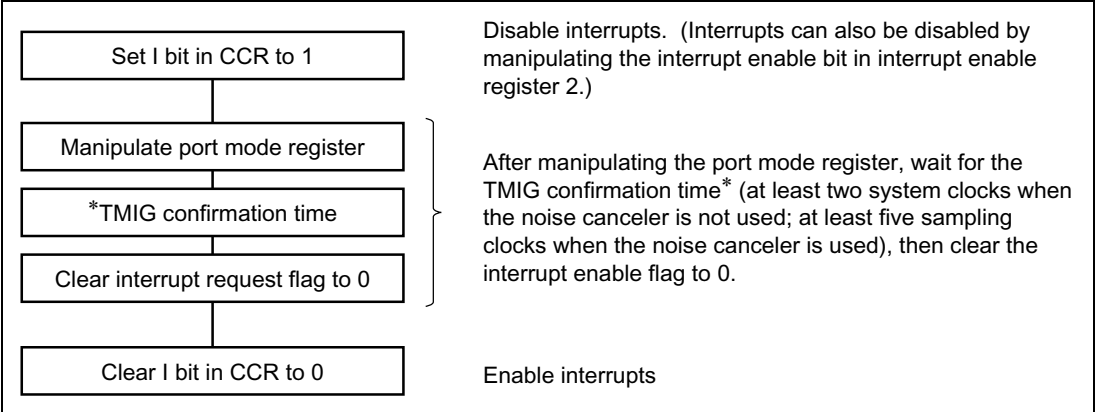 Set I bit in CCR to 1
Disable interrupts. (Interrupts can also be disabled by
manipulating the interrupt enable bit in interrupt enable
register 2.)
Manipulate port mode register
*TMIG confirmation time
Clear interrupt request flag to 0
After manipulating the port mode register, wait for the
TMIG confirmation time* (at least two system clocks when
the noise canceler is not used; at least five sampling
clocks when the noise canceler is used), then clear the
interrupt enable flag to 0.
Clear I bit in CCR to 0
Enable interrupts